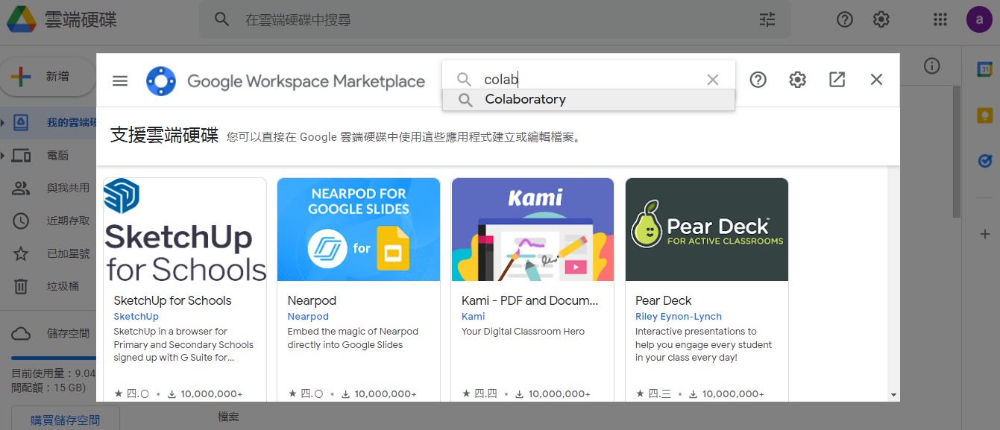 雲端硬碟
在雲端硬碟中搜尋
a
新增
Google Workspace Marketplace
colab
Colaboratory
31
我的雲端硬
支援雲端硬碟 您可以直接在 Google 雲端硬碟中使用這些應用程式建立或編輯檔案。
電腦
與我共用
近期存取
已加星號
垃圾桶
儲存空間
目前使用量：9.04
間配額：15 GB)
購買儲存空間
SketchUp
for Schools
SketchUp for Schools
SketchUp
SketchUp in a browser for
Primary and Secondary Schools
signed up with G Suite for...
★ 四.〇 • 10,000,000+
NEARPOD FOR
GOOGLE SLIDES
for
Nearpod
Nearpod
Embed the magic of Nearpod
directly into Google Slides
★ 四.〇 • 10,000,000+
Kami
Kami - PDF and Docum...
Kami
Your Digital Classroom Hero
★ 四.四 • 10,000,000+
Pear Deck™
FOR ACTIVE CLASSROOMS
Pear Deck
Riley Eynon-Lynch
Interactive presentations to
help you engage every student
in your class every day!
★ 四.三 • 10,000,000+
檔案